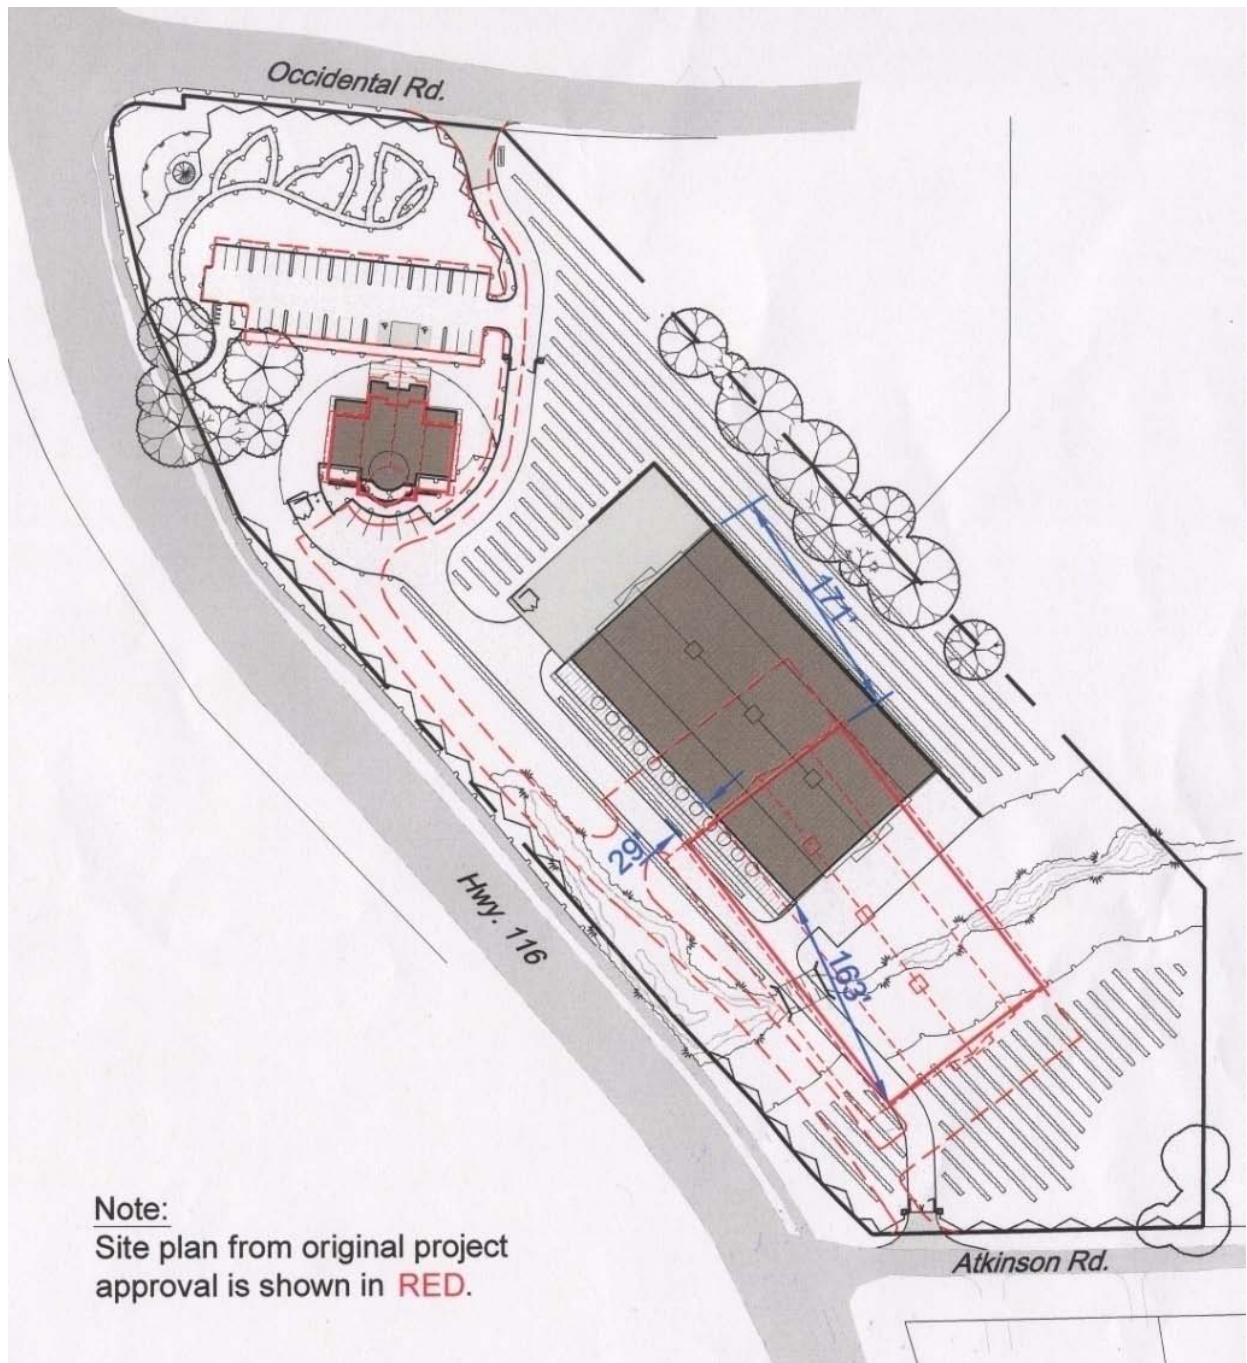 Occidental Rd.
171'
29'
Hwy. 116
163'
Note:
Site plan from original project
approval is shown in RED.
Atkinson Rd.